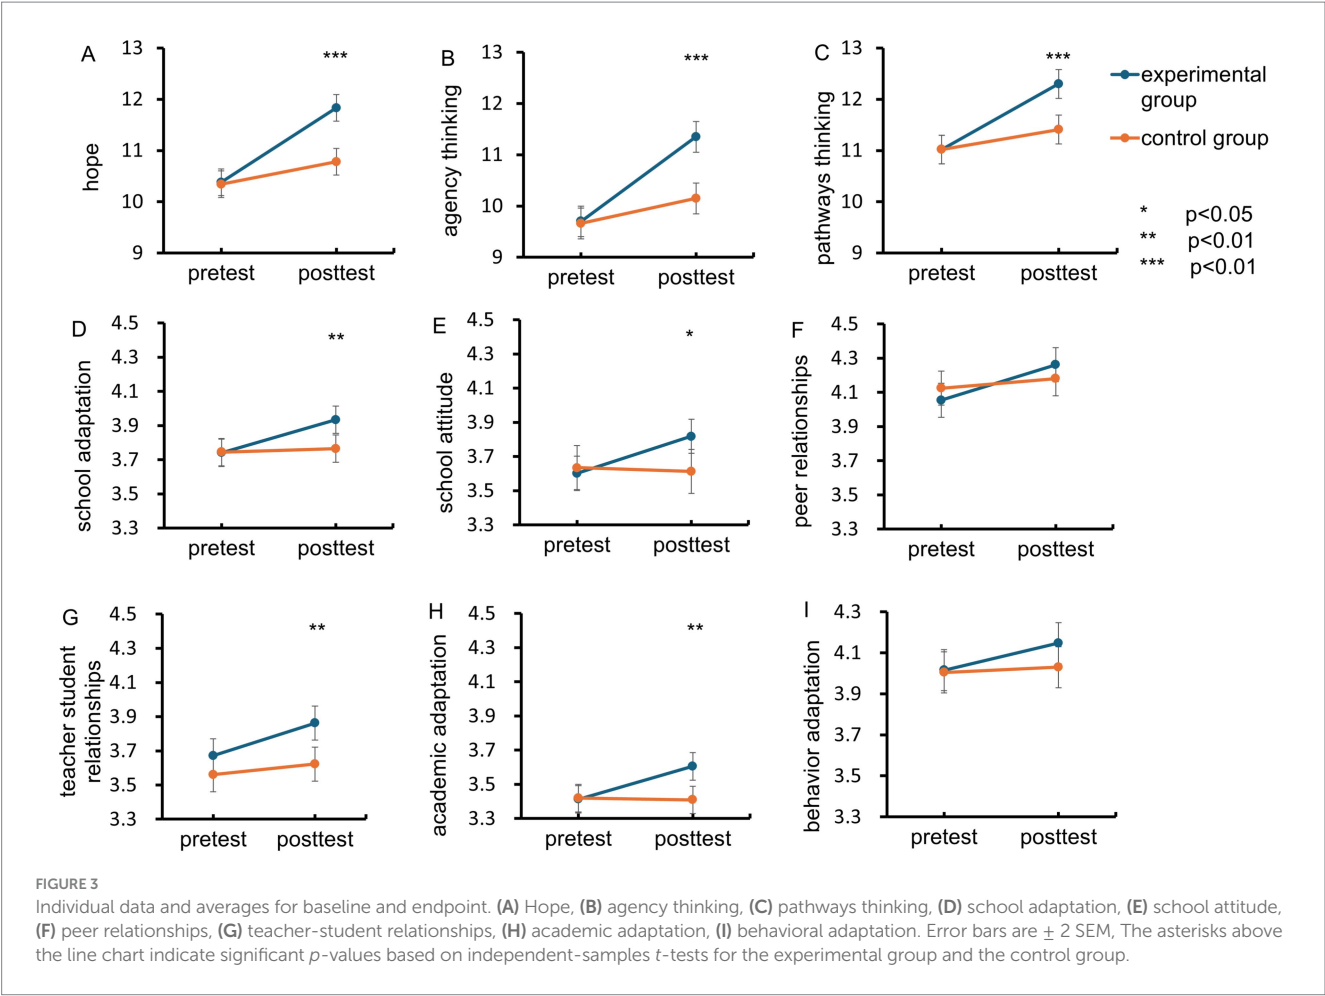 A
13
12
11
10
9
hope
***
pretest posttest
B
13
12
11
10
9
agency thinking
***
pretest posttest
C
13
12
11
10
9
pathways thinking
***
pretest posttest
experimental
group
control group
* p<0.05
** p<0.01
*** p<0.01
D
4.5
4.3
4.1
3.9
3.7
3.5
3.3
school adaptation
**
pretest posttest
E
4.5
4.3
4.1
3.9
3.7
3.5
3.3
school attitude
*
pretest posttest
F
4.5
4.3
4.1
3.9
3.7
3.5
3.3
peer relationships
pretest posttest
G
4.5
4.3
4.1
3.9
3.7
3.5
3.3
teacher student
relationships
**
pretest posttest
H
4.5
4.3
4.1
3.9
3.7
3.5
3.3
academic adaptation
**
pretest posttest
I
4.3
4.1
3.9
3.7
3.5
3.3
behavior adaptation
pretest posttest
FIGURE 3
Individual data and averages for baseline and endpoint. (A) Hope, (B) agency thinking, (C) pathways thinking, (D) school adaptation, (E) school attitude,
(F) peer relationships, (G) teacher-student relationships, (H) academic adaptation, (I) behavioral adaptation. Error bars are ± 2 SEM, The asterisks above
the line chart indicate significant p-values based on independent-samples t-tests for the experimental group and the control group.